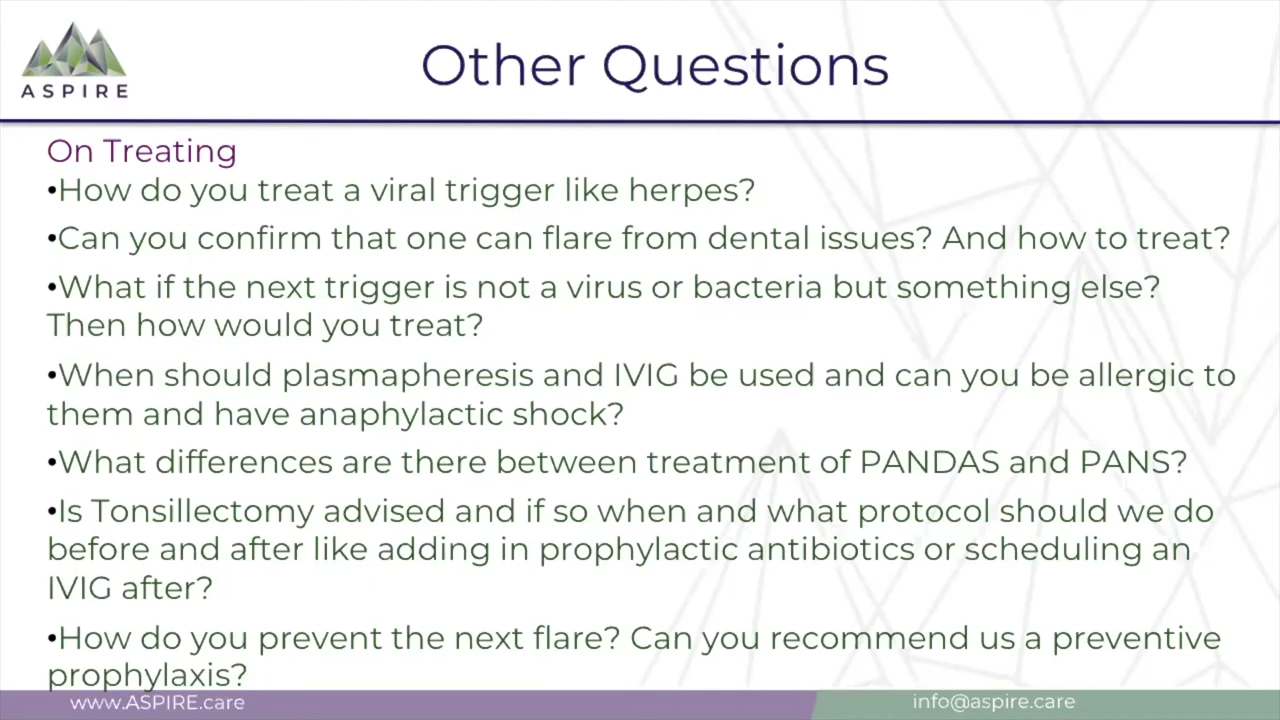 ASPIRE
Other Questions
On Treating
•How do you treat a viral trigger like herpes?
•Can you confirm that one can flare from dental issues? And how to treat?
•What if the next trigger is not a virus or bacteria but something else?
Then how would you treat?
•When should plasmapheresis and IVIG be used and can you be allergic to
them and have anaphylactic shock?
•What differences are there between treatment of PANDAS and PANS?
•Is Tonsillectomy advised and if so when and what protocol should we do
before and after like adding in prophylactic antibiotics or scheduling an
IVIG after?
•How do you prevent the next flare? Can you recommend us a preventive
prophylaxis?
www.ASPIRE.care
info@aspire.care